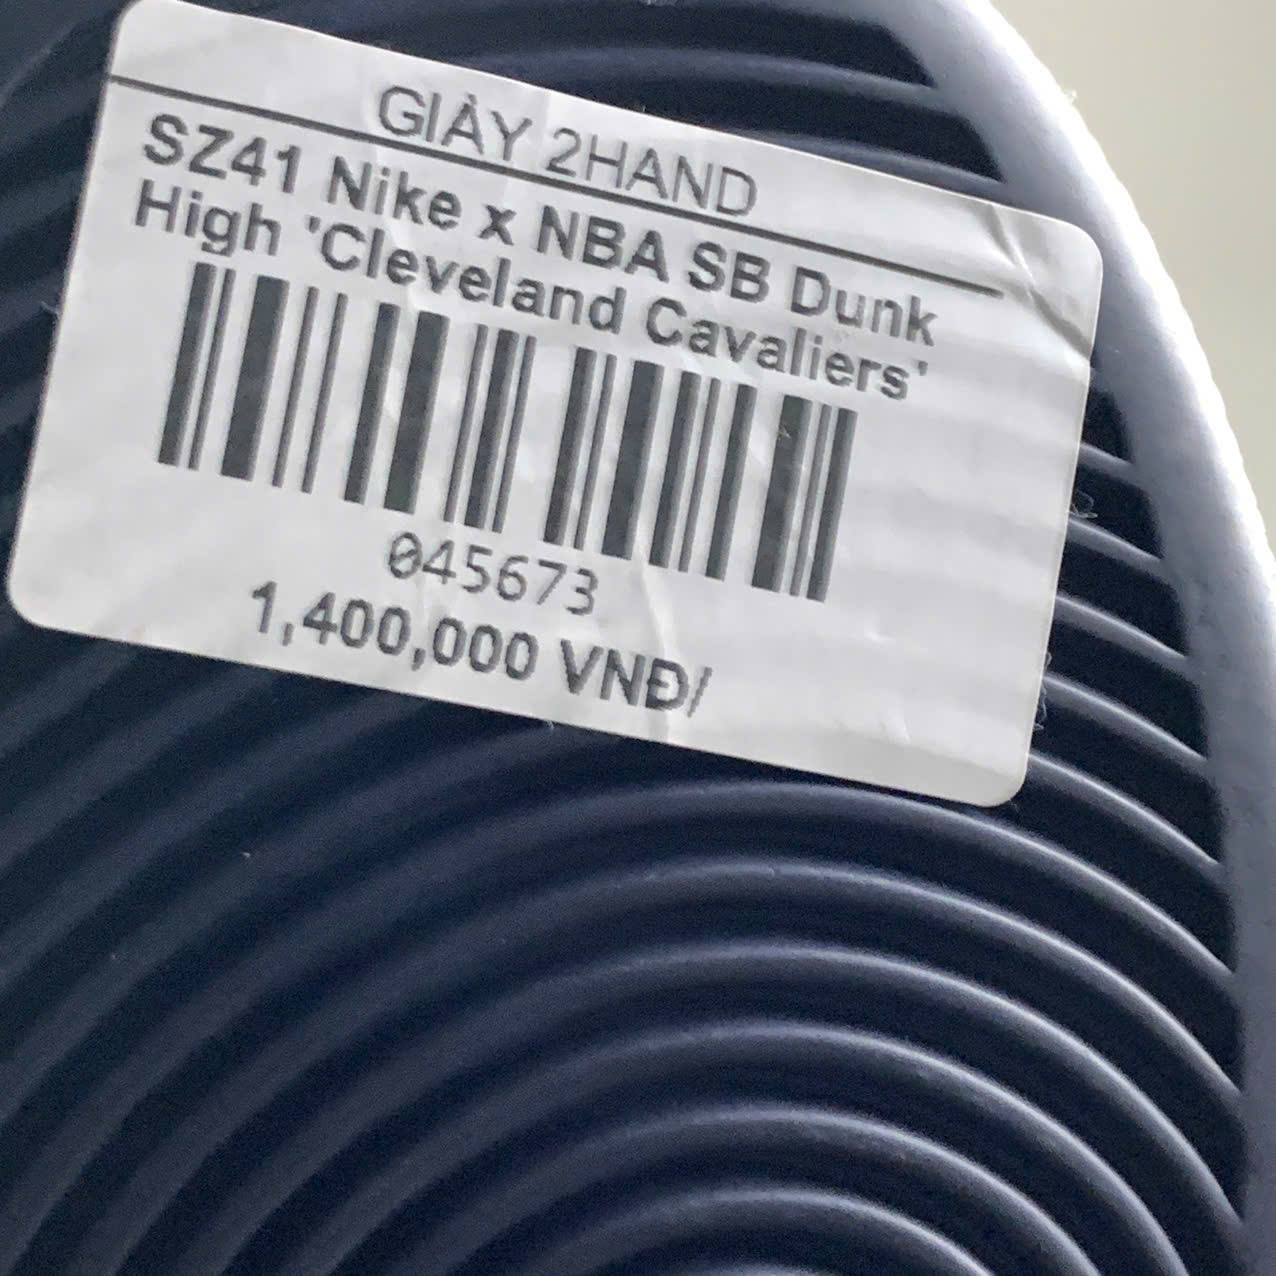 GIÀY 2HAND
SZ41 Nike x NBA SB Dunk
High 'Cleveland Cavaliers'
045673
1,400,000 VNĐ/